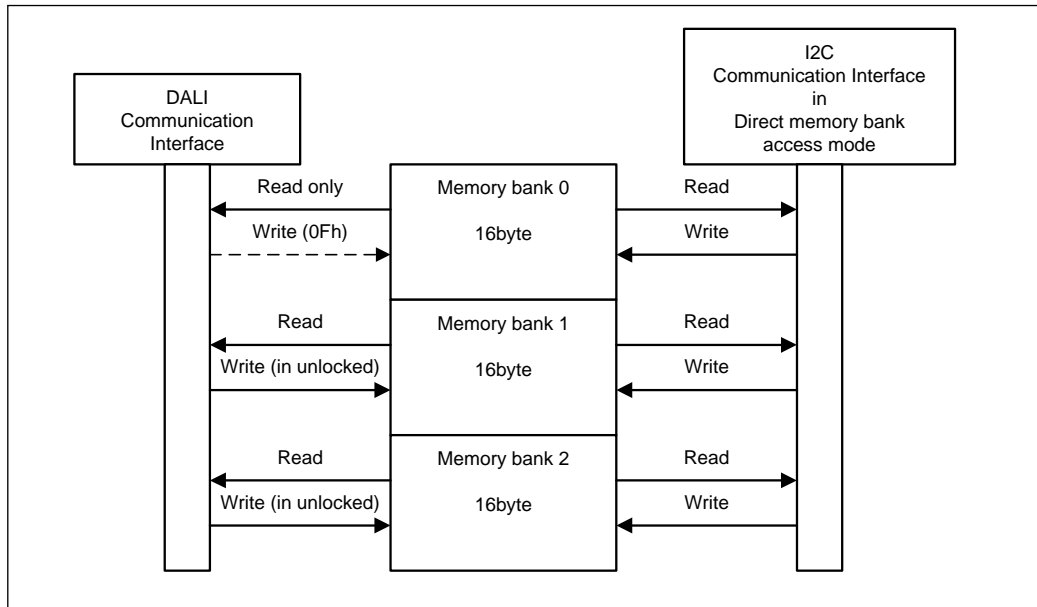 DALI
Communication
Interface
I2C
Communication Interface
in
Direct memory bank
access mode
Read only
Memory bank 0
Read
Write (0Fh)
16byte
Write
Read
Memory bank 1
Read
Write (in unlocked)
16byte
Write
Read
Memory bank 2
Read
Write (in unlocked)
16byte
Write